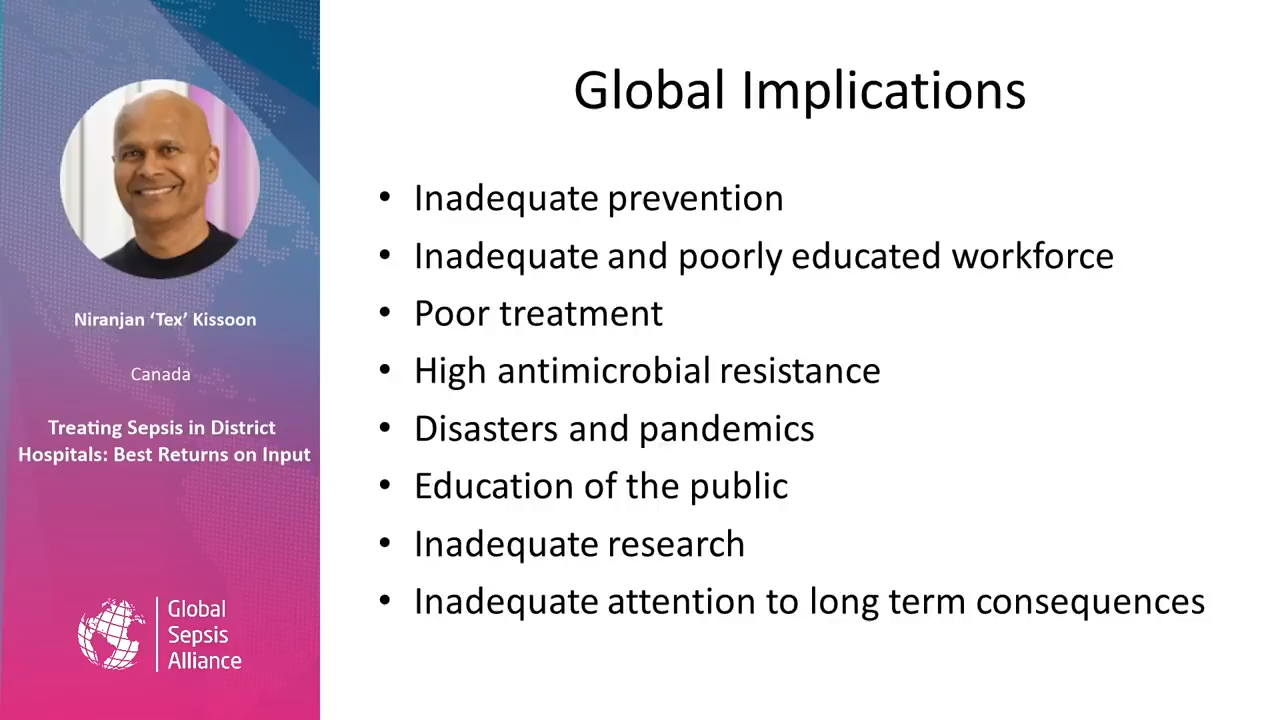 Niranjan ‘Tex’ Kissoon
Canada
Treating Sepsis in District
Hospitals: Best Returns on Input
Global
Sepsis
Alliance
Global Implications
• Inadequate prevention
• Inadequate and poorly educated workforce
• Poor treatment
• High antimicrobial resistance
• Disasters and pandemics
• Education of the public
• Inadequate research
• Inadequate attention to long term consequences